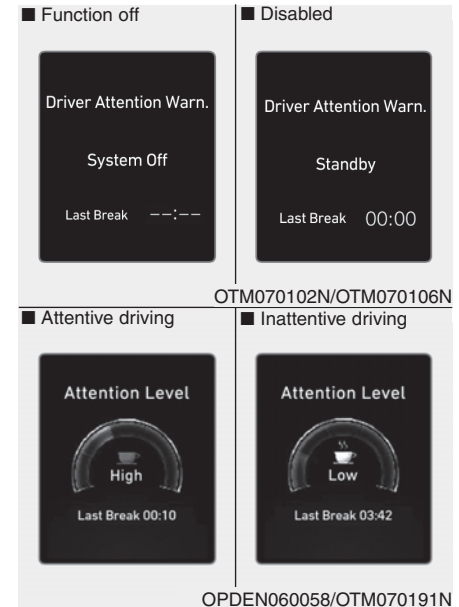 ■ Function off
Driver Attention Warn.
System Off
Last Break --:--
■ Disabled
Driver Attention Warn.
Standby
Last Break 00:00
OTM070102N/OTM070106N
■ Attentive driving
Attention Level
High
Last Break 00:10
■ Inattentive driving
Attention Level
Low
Last Break 03:42
OPDEN060058/OTM070191N